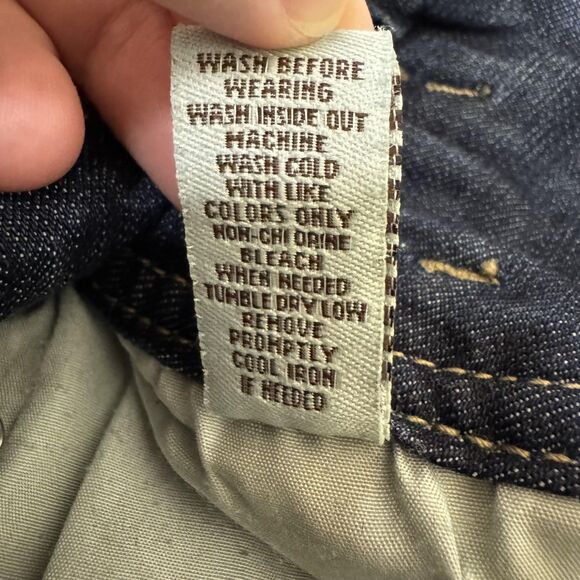 WASH BEFORE
WEARING
WASH INSIDE OUT
MACHINE
WASH COLD
WITH LIKE
COLORS ONLY
NON-CHLORINE
BLEACH
WHEN NEEDED
TUMBLE DRY LOW
REMOVE
PROMPTLY
COOL IRON
IF NEEDED